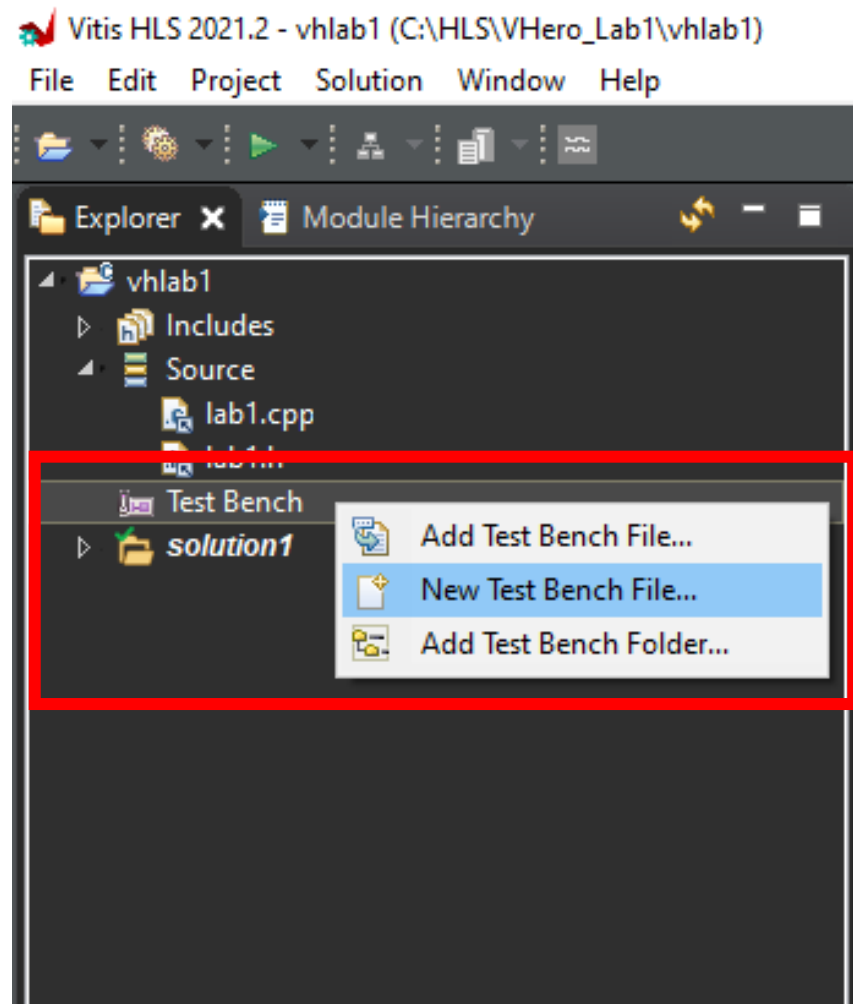 Vitis HLS 2021.2 - vhlab1 (C:\HLS\VHero_Lab1\vhlab1)
File Edit Project Solution Window Help
Explorer Module Hierarchy
vhlab1
Includes
Source
lab1.cpp
lab1.h
Test Bench
Add Test Bench File...
solution1
New Test Bench File...
Add Test Bench Folder...